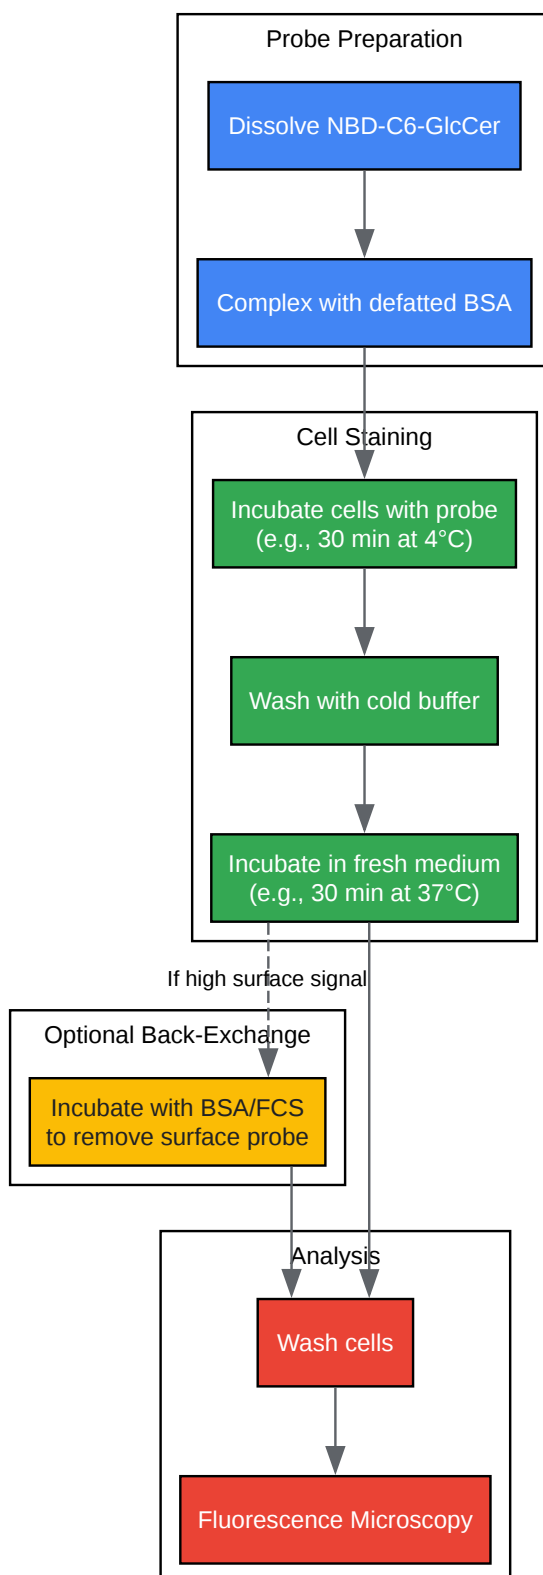 Probe Preparation
Dissolve NBD-C6-GlcCer
Complex with defatted BSA
Cell Staining
Incubate cells with probe
(e.g., 30 min at 4°C)
Wash with cold buffer
Incubate in fresh medium
(e.g., 30 min at 37°C)
If high surface signal
Optional Back-Exchange
Incubate with BSA/FCS
to remove surface probe
Analysis
Wash cells
Fluorescence Microscopy